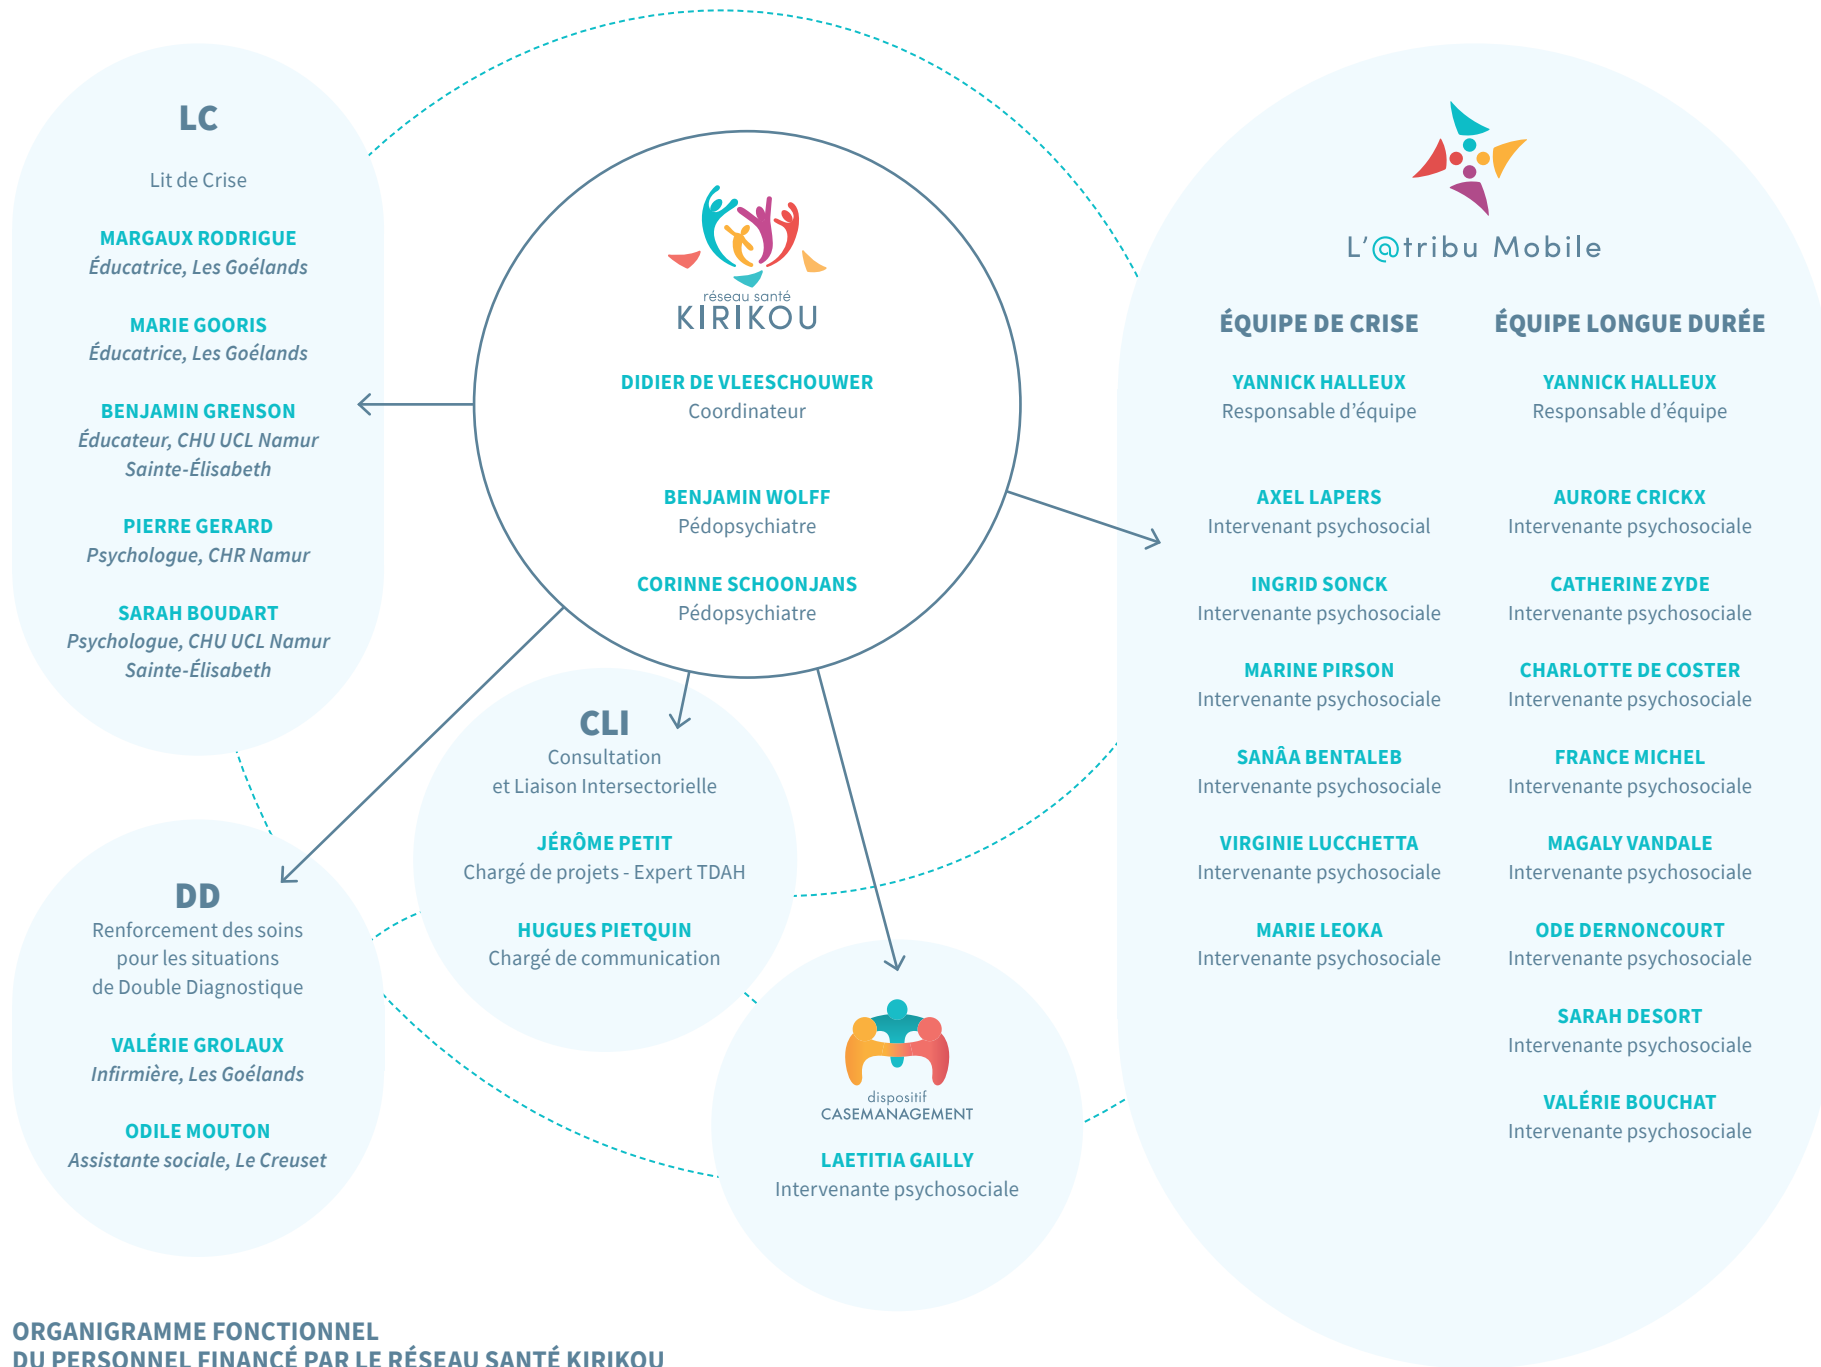 LC
Lit de Crise
MARGAUX RODRIGUE
Éducatrice, Les Goélands
MARIE GOORIS
Éducatrice, Les Goélands
BENJAMIN GRENSON
Éducateur, CHU UCL Namur
Sainte-Élisabeth
PIERRE GERARD
Psychologue, CHR Namur
SARAH BOUDART
Psychologue, CHU UCL Namur
Sainte-Élisabeth
réseau santé
KIRIKOU
DIDIER DE VLEESCHOUWER
Coordinateur
BENJAMIN WOLFF
Pédopsychiatre
CORINNE SCHOONJANS
Pédopsychiatre
L'@tribu Mobile
ÉQUIPE DE CRISE
YANNICK HALLEUX
Responsable d'équipe
AXEL LAPERS
Intervenant psychosocial
INGRID SONCK
Intervenante psychosociale
MARINE PIRSON
Intervenante psychosociale
SANÂA BENTALEB
Intervenante psychosociale
VIRGINIE LUCCHETTA
Intervenante psychosociale
MARIE LEOKA
Intervenante psychosociale
ÉQUIPE LONGUE DURÉE
YANNICK HALLEUX
Responsable d'équipe
AURORE CRICKX
Intervenante psychosociale
CATHERINE ZYDE
Intervenante psychosociale
CHARLOTTE DE COSTER
Intervenante psychosociale
FRANCE MICHEL
Intervenante psychosociale
MAGALY VANDALE
Intervenante psychosociale
ODE DERNONCOURT
Intervenante psychosociale
SARAH DESORT
Intervenante psychosociale
VALÉRIE BOUCHAT
Intervenante psychosociale
CLI
Consultation
et Liaison Intersectorielle
JÉRÔME PETIT
Chargé de projets - Expert TDAH
HUGUES PIETQUIN
Chargé de communication
DD
Renforcement des soins
pour les situations
de Double Diagnostique
VALÉRIE GROLAUX
Infirmière, Les Goélands
ODILE MOUTON
Assistante sociale, Le Creuset
dispositif
CASEMANAGEMENT
LAETITIA GAILLY
Intervenante psychosociale
ORGANIGRAMME FONCTIONNEL
DU PERSONNEL FINANCÉ PAR LE RÉSEAU SANTÉ KIRIKOU